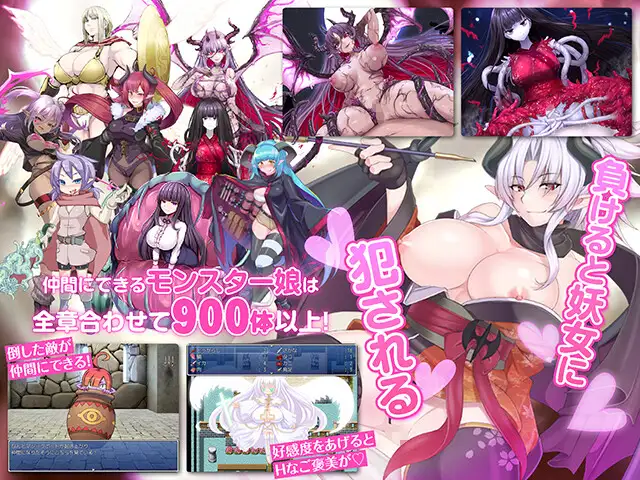 負けると妖女に
犯される
仲間にできるモンスター娘は
全章合わせて900体以上!
倒した敵が
仲間にできる!
好感度をあげると
Hなご褒美が♡